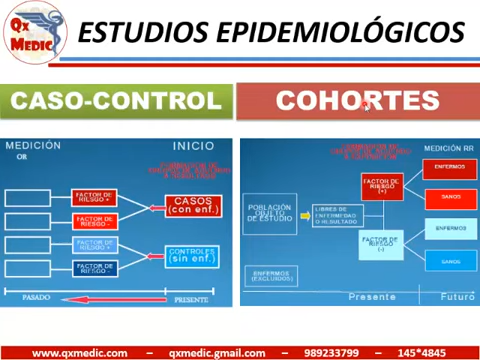 Qx
MEDIC
ESTUDIOS EPIDEMIOLÓGICOS
CASO-CONTROL
COHORTES
MEDICIÓN
OR
INICIO
FACTOR DE
RIESGO +
FACTOR DE
RIESGO -
FACTOR DE
RIESGO +
FACTOR DE
RIESGO -
CASOS
(con enf.)
CONTROLES
(sin enf.)
PASADO
PRESENTE
MEDICIÓN RR
POBLACIÓN
OBJETO
DE ESTUDIO
LIBRES DE
ENFERMEDAD
O RESULTADO
FACTOR DE
RIESGO
(+)
FACTOR DE
RIESGO
(-)
ENFERMOS
SANOS
ENFERMOS
SANOS
ENFERMOS
(EXCLUIDOS)
Presente
Futuro
www.qxmedic.com – qxmedic.gmail.com – 989233799 – 145*4845